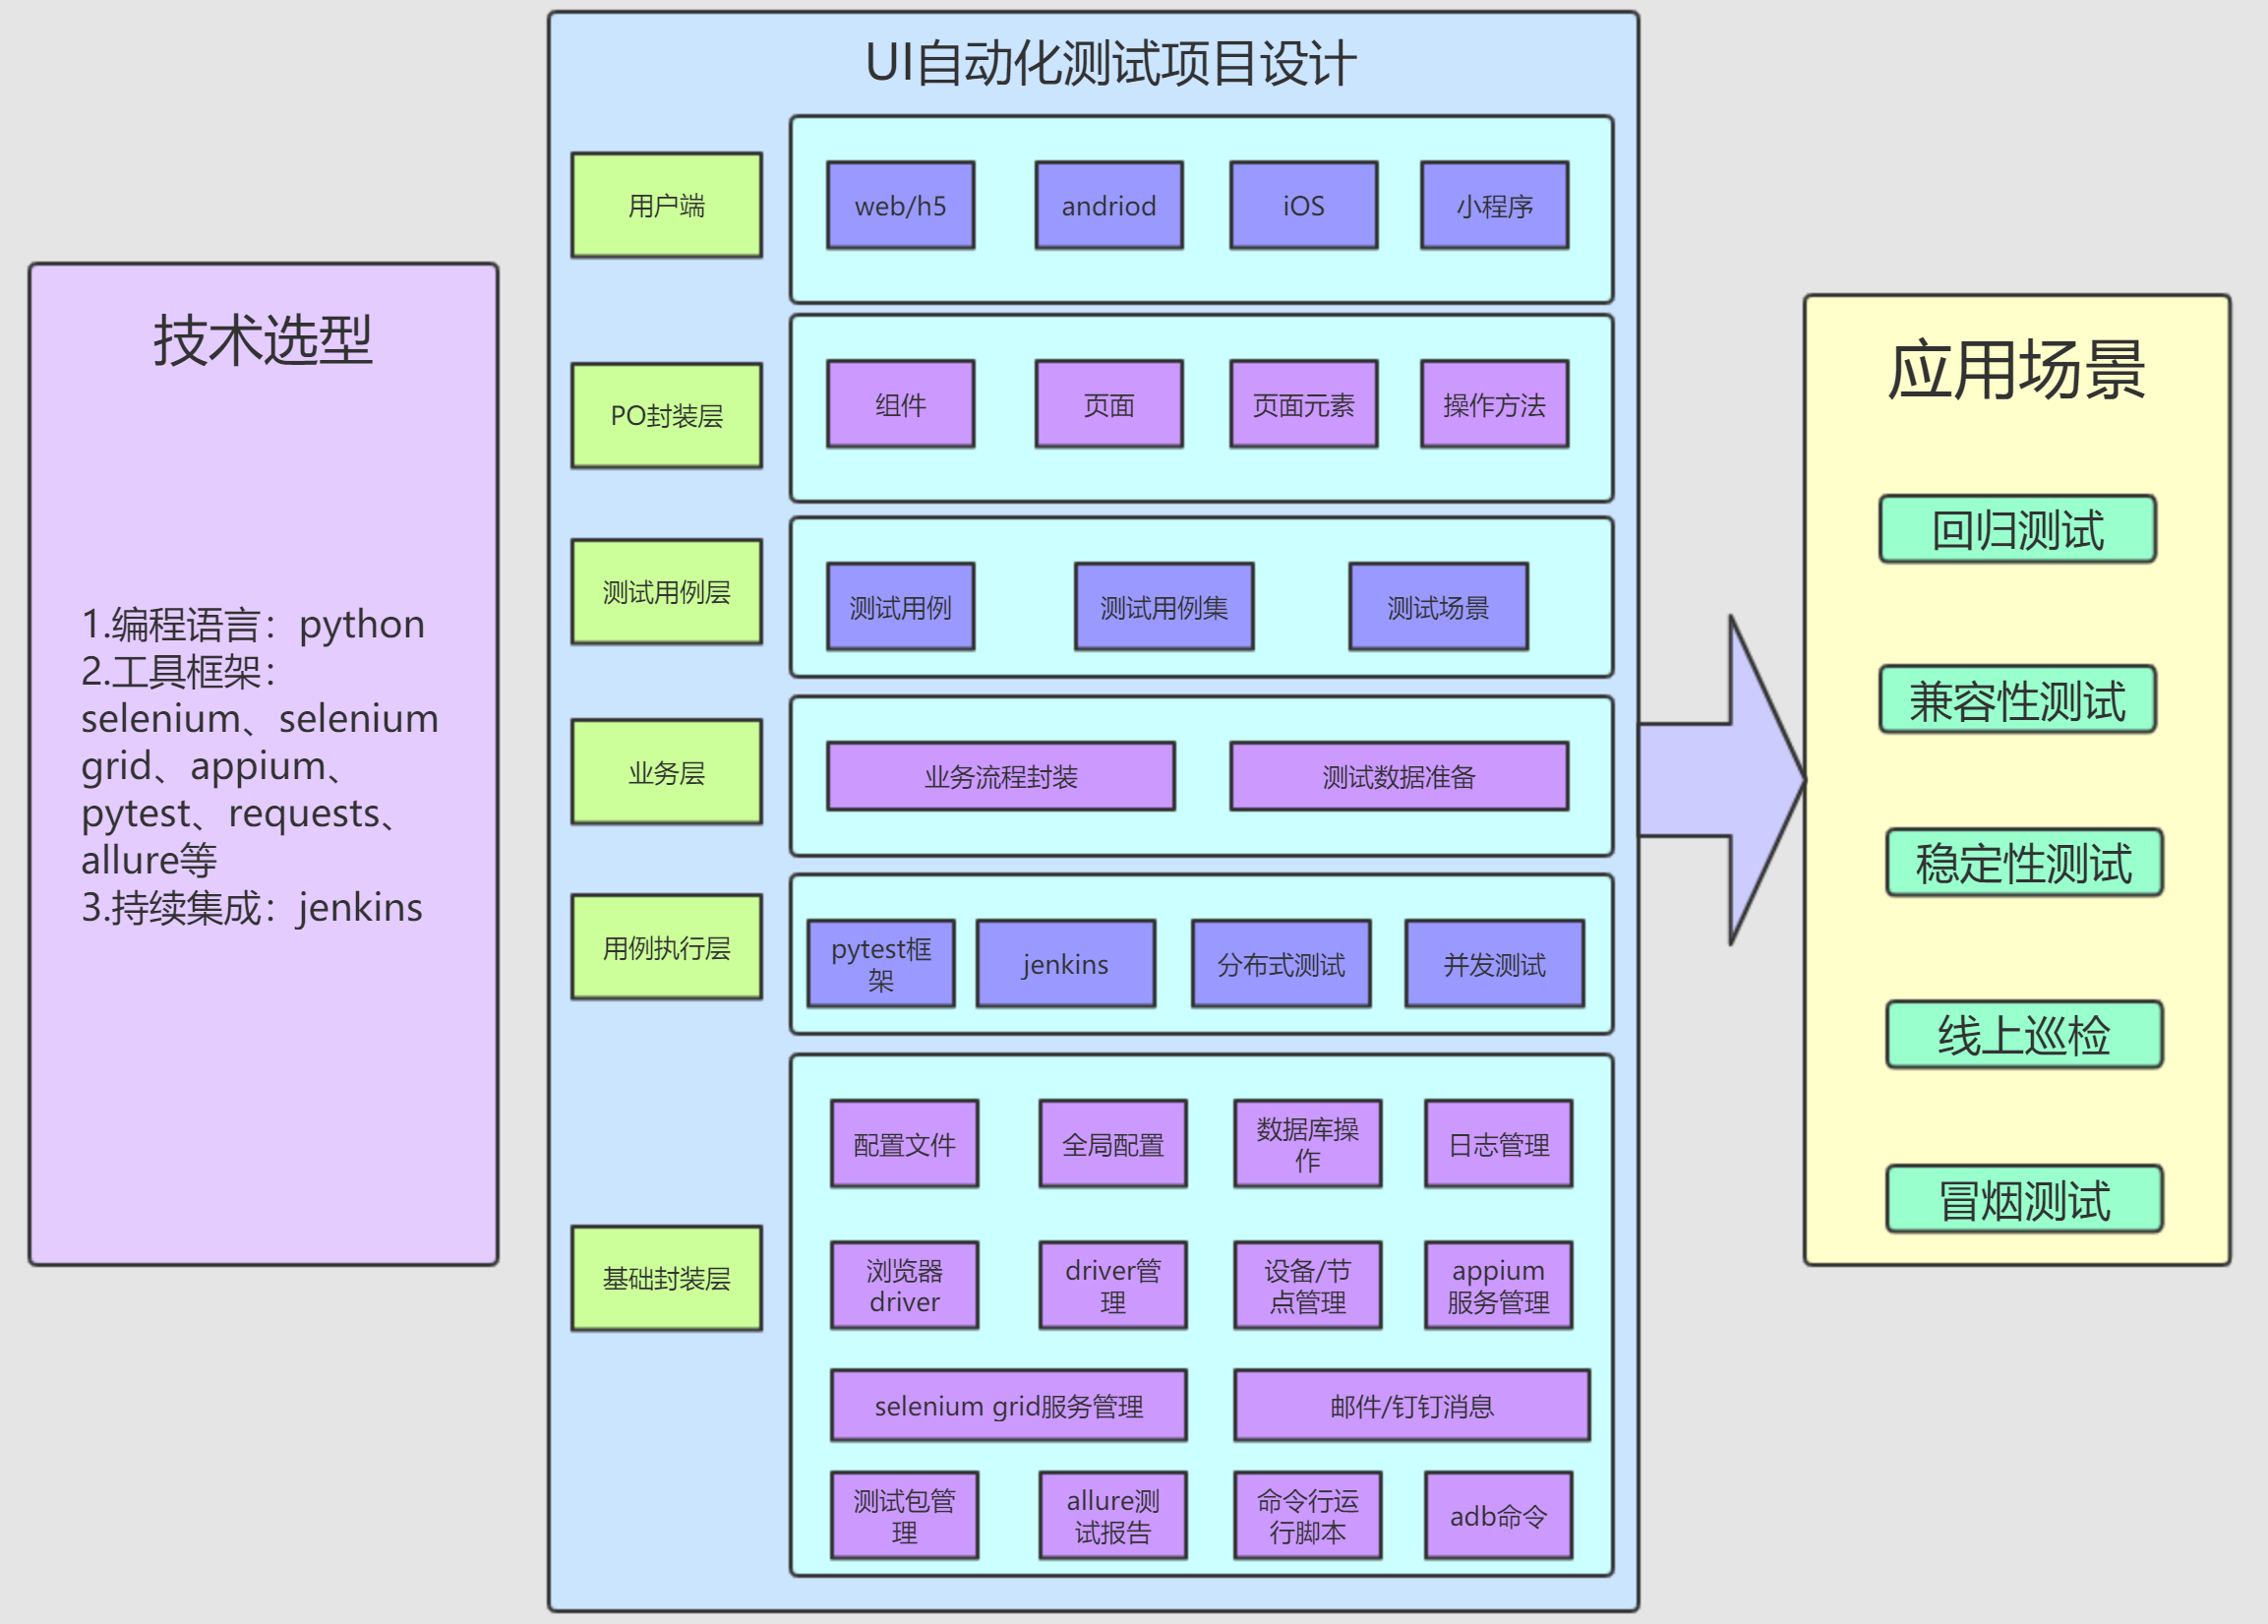 技术选型
1.编程语言：python
2.工具框架：
selenium、selenium
grid、appium、
pytest、requests、
allure等
3.持续集成：jenkins
UI自动化测试项目设计
用户端
web/h5
andriod
iOS
小程序
PO封装层
组件
页面
页面元素
操作方法
测试用例层
测试用例
测试用例集
测试场景
业务层
业务流程封装
测试数据准备
用例执行层
pytest框
架
jenkins
分布式测试
并发测试
基础封装层
配置文件
全局配置
数据库操
作
日志管理
浏览器
driver
driver管
理
设备/节
点管理
appium
服务管理
selenium grid服务管理
邮件/钉钉消息
测试包管
理
allure测
试报告
命令行运
行脚本
adb命令
应用场景
回归测试
兼容性测试
稳定性测试
线上巡检
冒烟测试